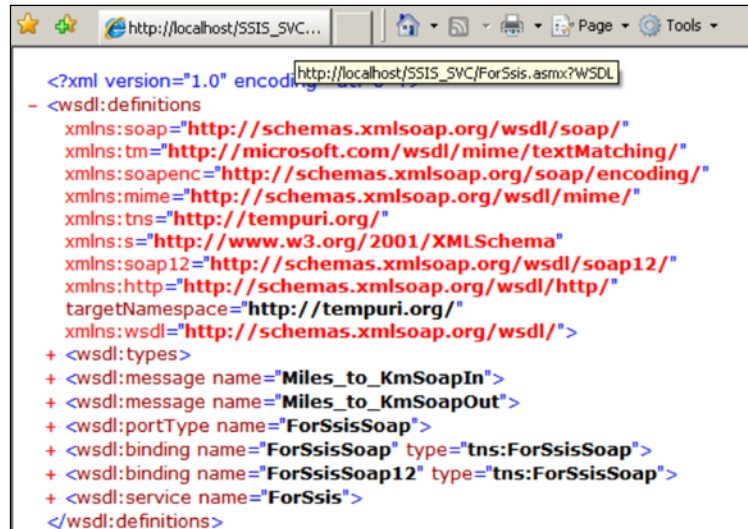 http://localhost/SSIS_SVC... Page Tools
http://localhost/SSIS_SVC/ForSsis.asmx?WSDL
<?xml version="1.0" encoding
- <wsdl:definitions
xmlns:soap="http://schemas.xmlsoap.org/wsdl/soap/"
xmlns:tm="http://microsoft.com/wsdl/mime/textMatching/"
xmlns:soapenc="http://schemas.xmlsoap.org/soap/encoding/"
xmlns:mime="http://schemas.xmlsoap.org/wsdl/mime/"
xmlns:tns="http://tempuri.org/"
xmlns:s="http://www.w3.org/2001/XMLSchema"
xmlns:soap12="http://schemas.xmlsoap.org/wsdl/soap12/"
xmlns:http="http://schemas.xmlsoap.org/wsdl/http/"
targetNamespace="http://tempuri.org/"
xmlns:wsdl="http://schemas.xmlsoap.org/wsdl/">
+ <wsdl:types>
+ <wsdl:message name="Miles_to_KmSoapIn">
+ <wsdl:message name="Miles_to_KmSoapOut">
+ <wsdl:portType name="ForSsisSoap">
+ <wsdl:binding name="ForSsisSoap" type="tns:ForSsisSoap">
+ <wsdl:binding name="ForSsisSoap12" type="tns:ForSsisSoap">
+ <wsdl:service name="ForSsis">
</wsdl:definitions>